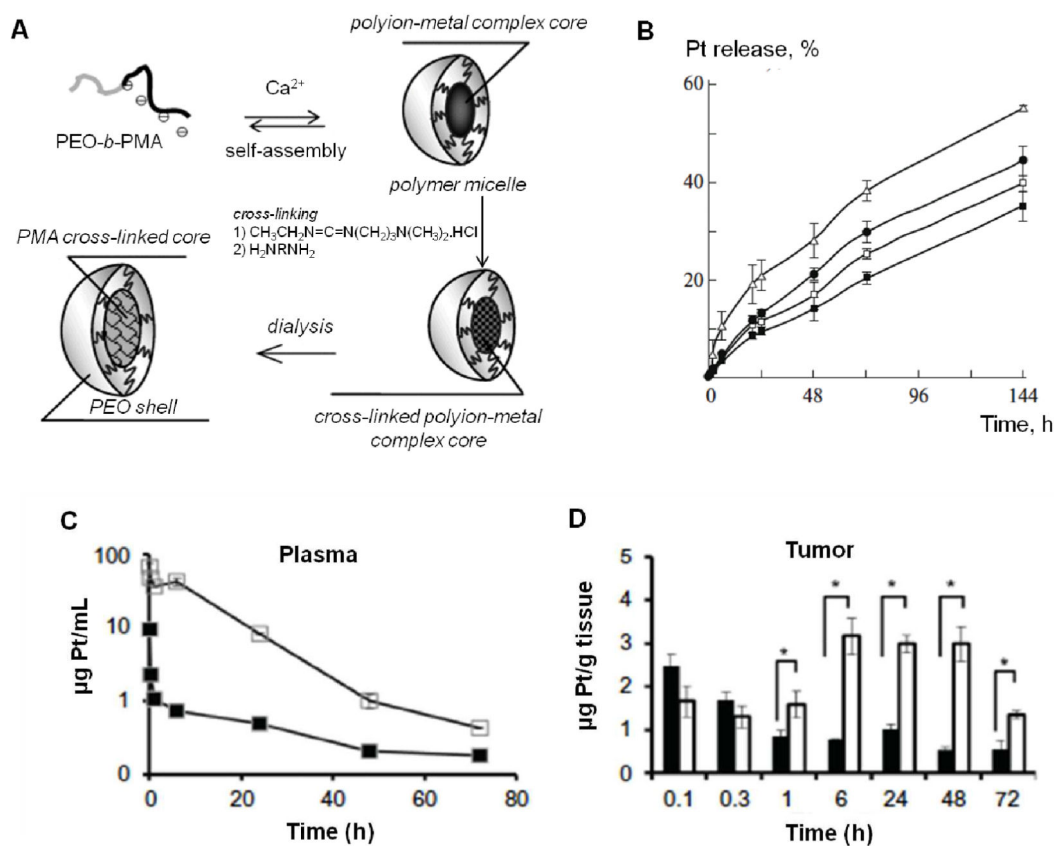 A
polyion-metal complex core
Ca²⁺
self-assembly
PEO-b-PMA
polymer micelle
cross-linking
1) CH₃CH₂N=C=N(CH₂)₃N(CH₃)₂.HCl
2) H₂NRNH₂
PMA cross-linked core
dialysis
PEO shell
cross-linked polyion-metal
complex core
B
Pt release, %
60
40
20
0 48 96 144
Time, h
C
Plasma
µg Pt/mL
100
10
1
0
0 20 40 60 80
Time (h)
D
Tumor
µg Pt/g tissue
5
4
3
2
1
0
* * * * *
0.1 0.3 1 6 24 48 72
Time (h)